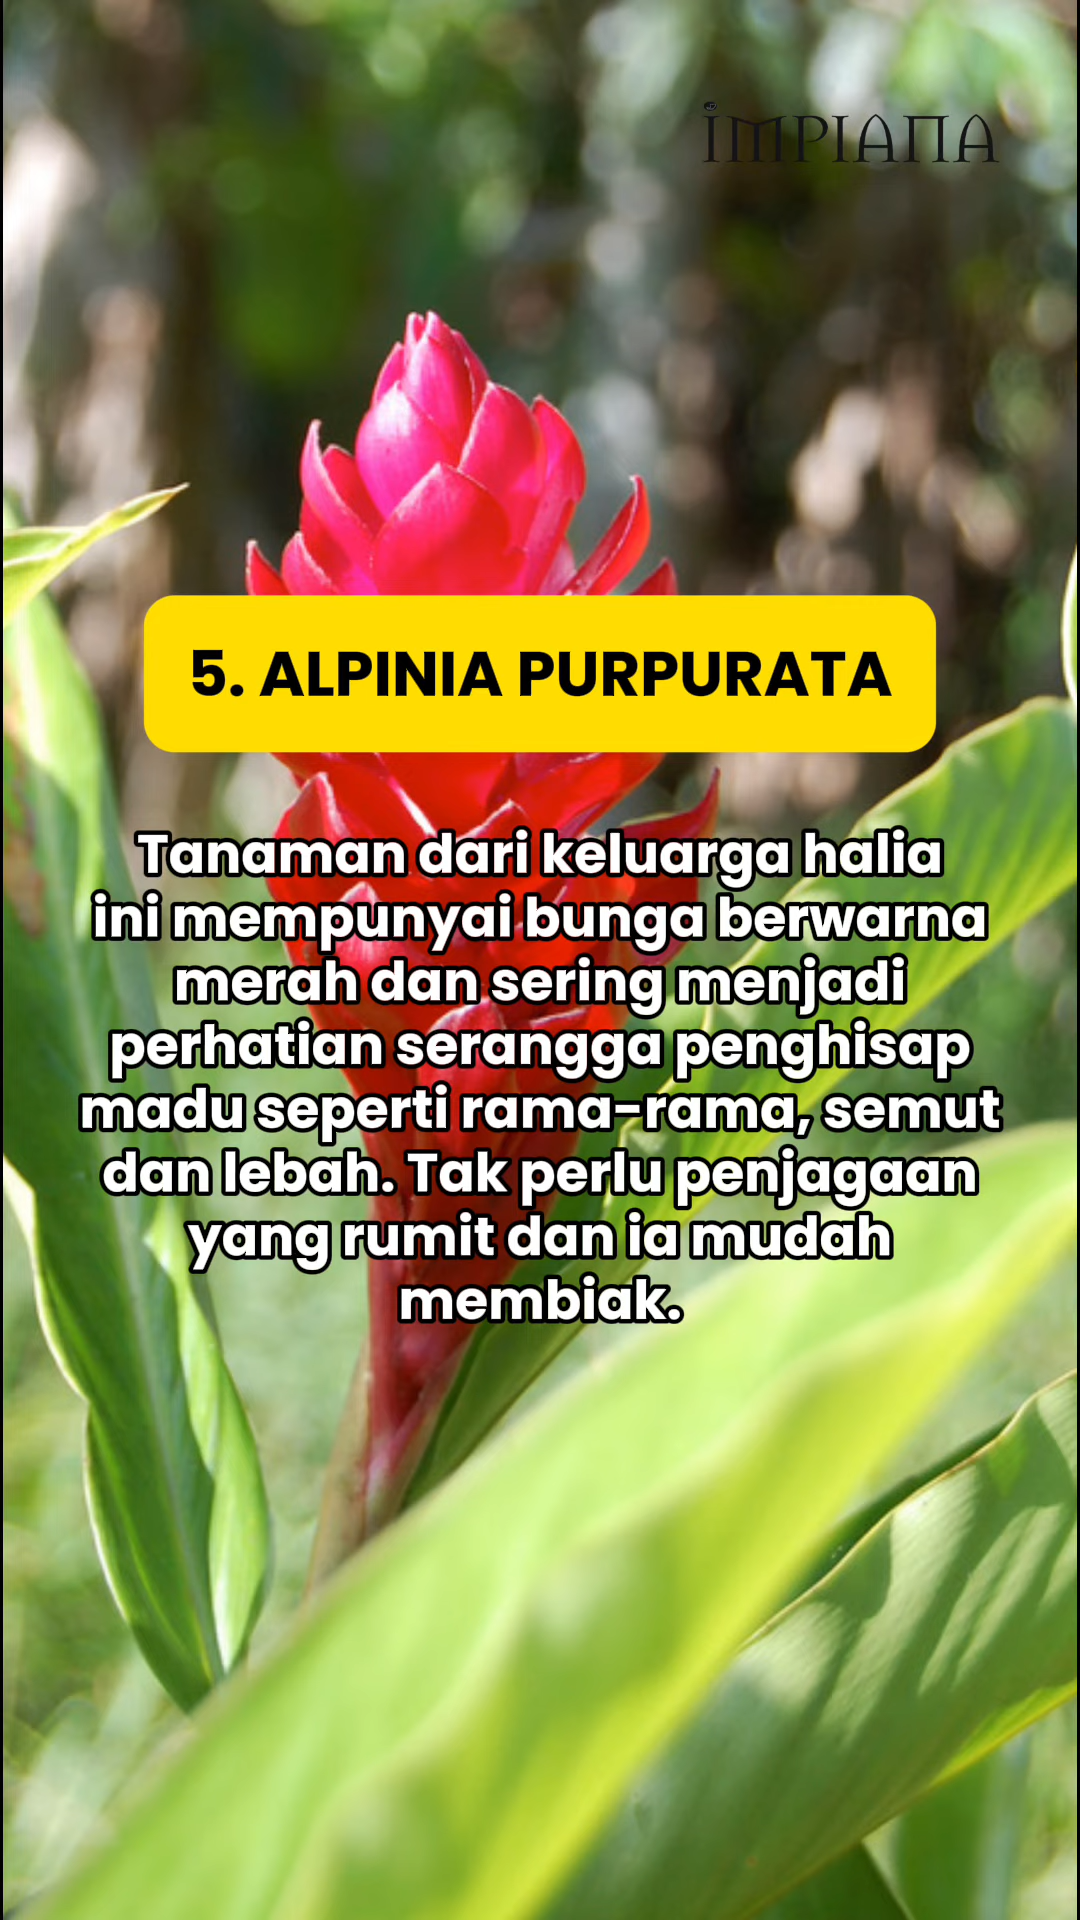 iMPIANA
5. ALPINIA PURPURATA
Tanaman dari keluarga halia
ini mempunyai bunga berwarna
merah dan sering menjadi
perhatian serangga penghisap
madu seperti rama-rama, semut
dan lebah. Tak perlu penjagaan
yang rumit dan ia mudah
membiak.